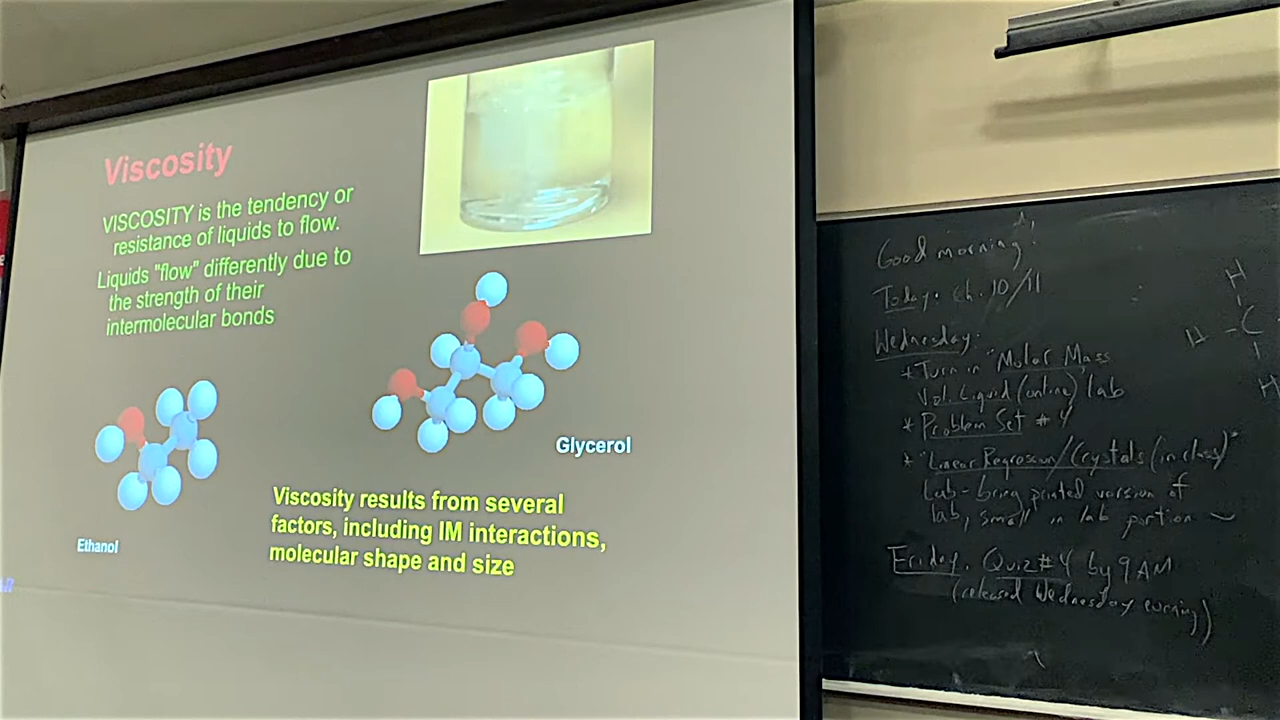 Viscosity
VISCOSITY is the tendency or
resistance of liquids to flow.
Liquids "flow" differently due to
the strength of their
intermolecular bonds
Glycerol
Ethanol
Viscosity results from several
factors, including IM interactions,
molecular shape and size
Good morning!
Today: Ch. 10/11
Wednesday:
* Turn in "Molar Mass
Vol. Liquid (online) lab
* Problem Set #4
* "Linear Regression/Crystals (in class)"
Lab - bring printed version of
lab, small in lab portion
Friday. Quiz #4 by 9AM
(released Wednesday evening)
H
H - C
H